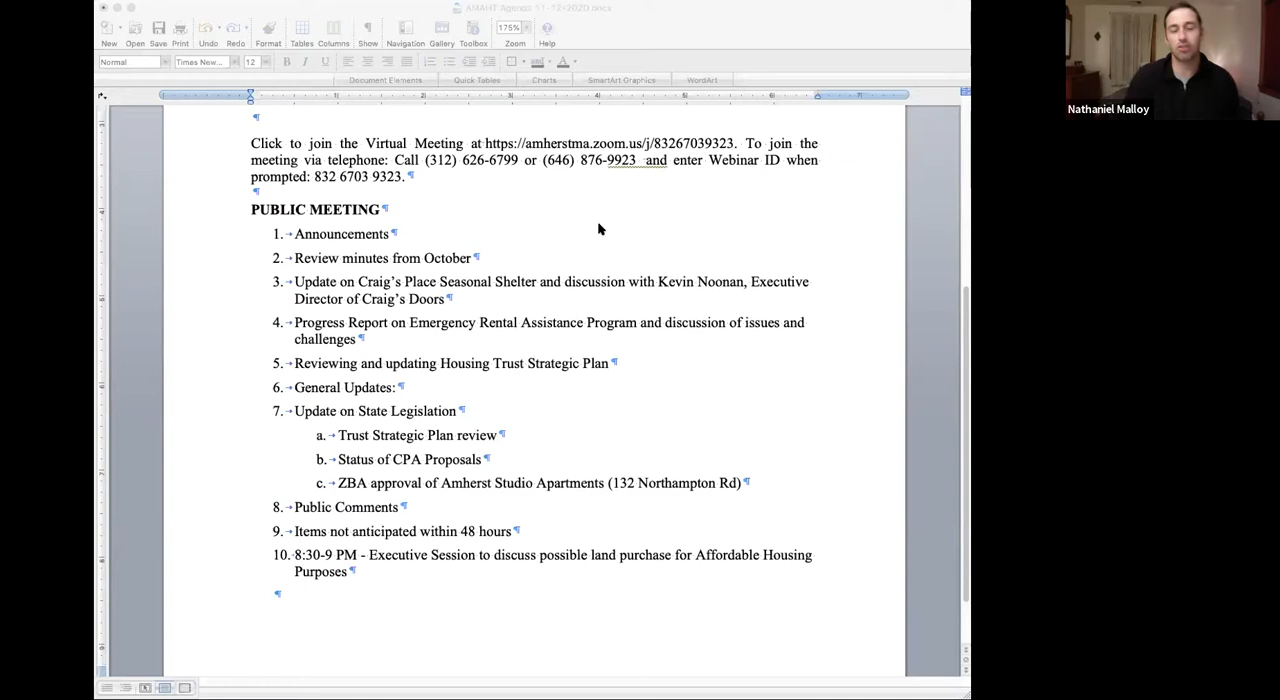 AMAHT Agenda 11-12-2020.docx
New Open Save Print Undo Redo Format Tables Columns Show Navigation Gallery Toolbox Zoom Help
175%
Normal Times New... 12 B I U
Document Elements Quick Tables Charts SmartArt Graphics WordArt
Click to join the Virtual Meeting at https://amherstma.zoom.us/j/83267039323. To join the
meeting via telephone: Call (312) 626-6799 or (646) 876-9923 and enter Webinar ID when
prompted: 832 6703 9323.
PUBLIC MEETING
1. Announcements
2. Review minutes from October
3. Update on Craig's Place Seasonal Shelter and discussion with Kevin Noonan, Executive
Director of Craig's Doors
4. Progress Report on Emergency Rental Assistance Program and discussion of issues and
challenges
5. Reviewing and updating Housing Trust Strategic Plan
6. General Updates:
7. Update on State Legislation
a. Trust Strategic Plan review
b. Status of CPA Proposals
c. ZBA approval of Amherst Studio Apartments (132 Northampton Rd)
8. Public Comments
9. Items not anticipated within 48 hours
10. 8:30-9 PM - Executive Session to discuss possible land purchase for Affordable Housing
Purposes
Nathaniel Malloy